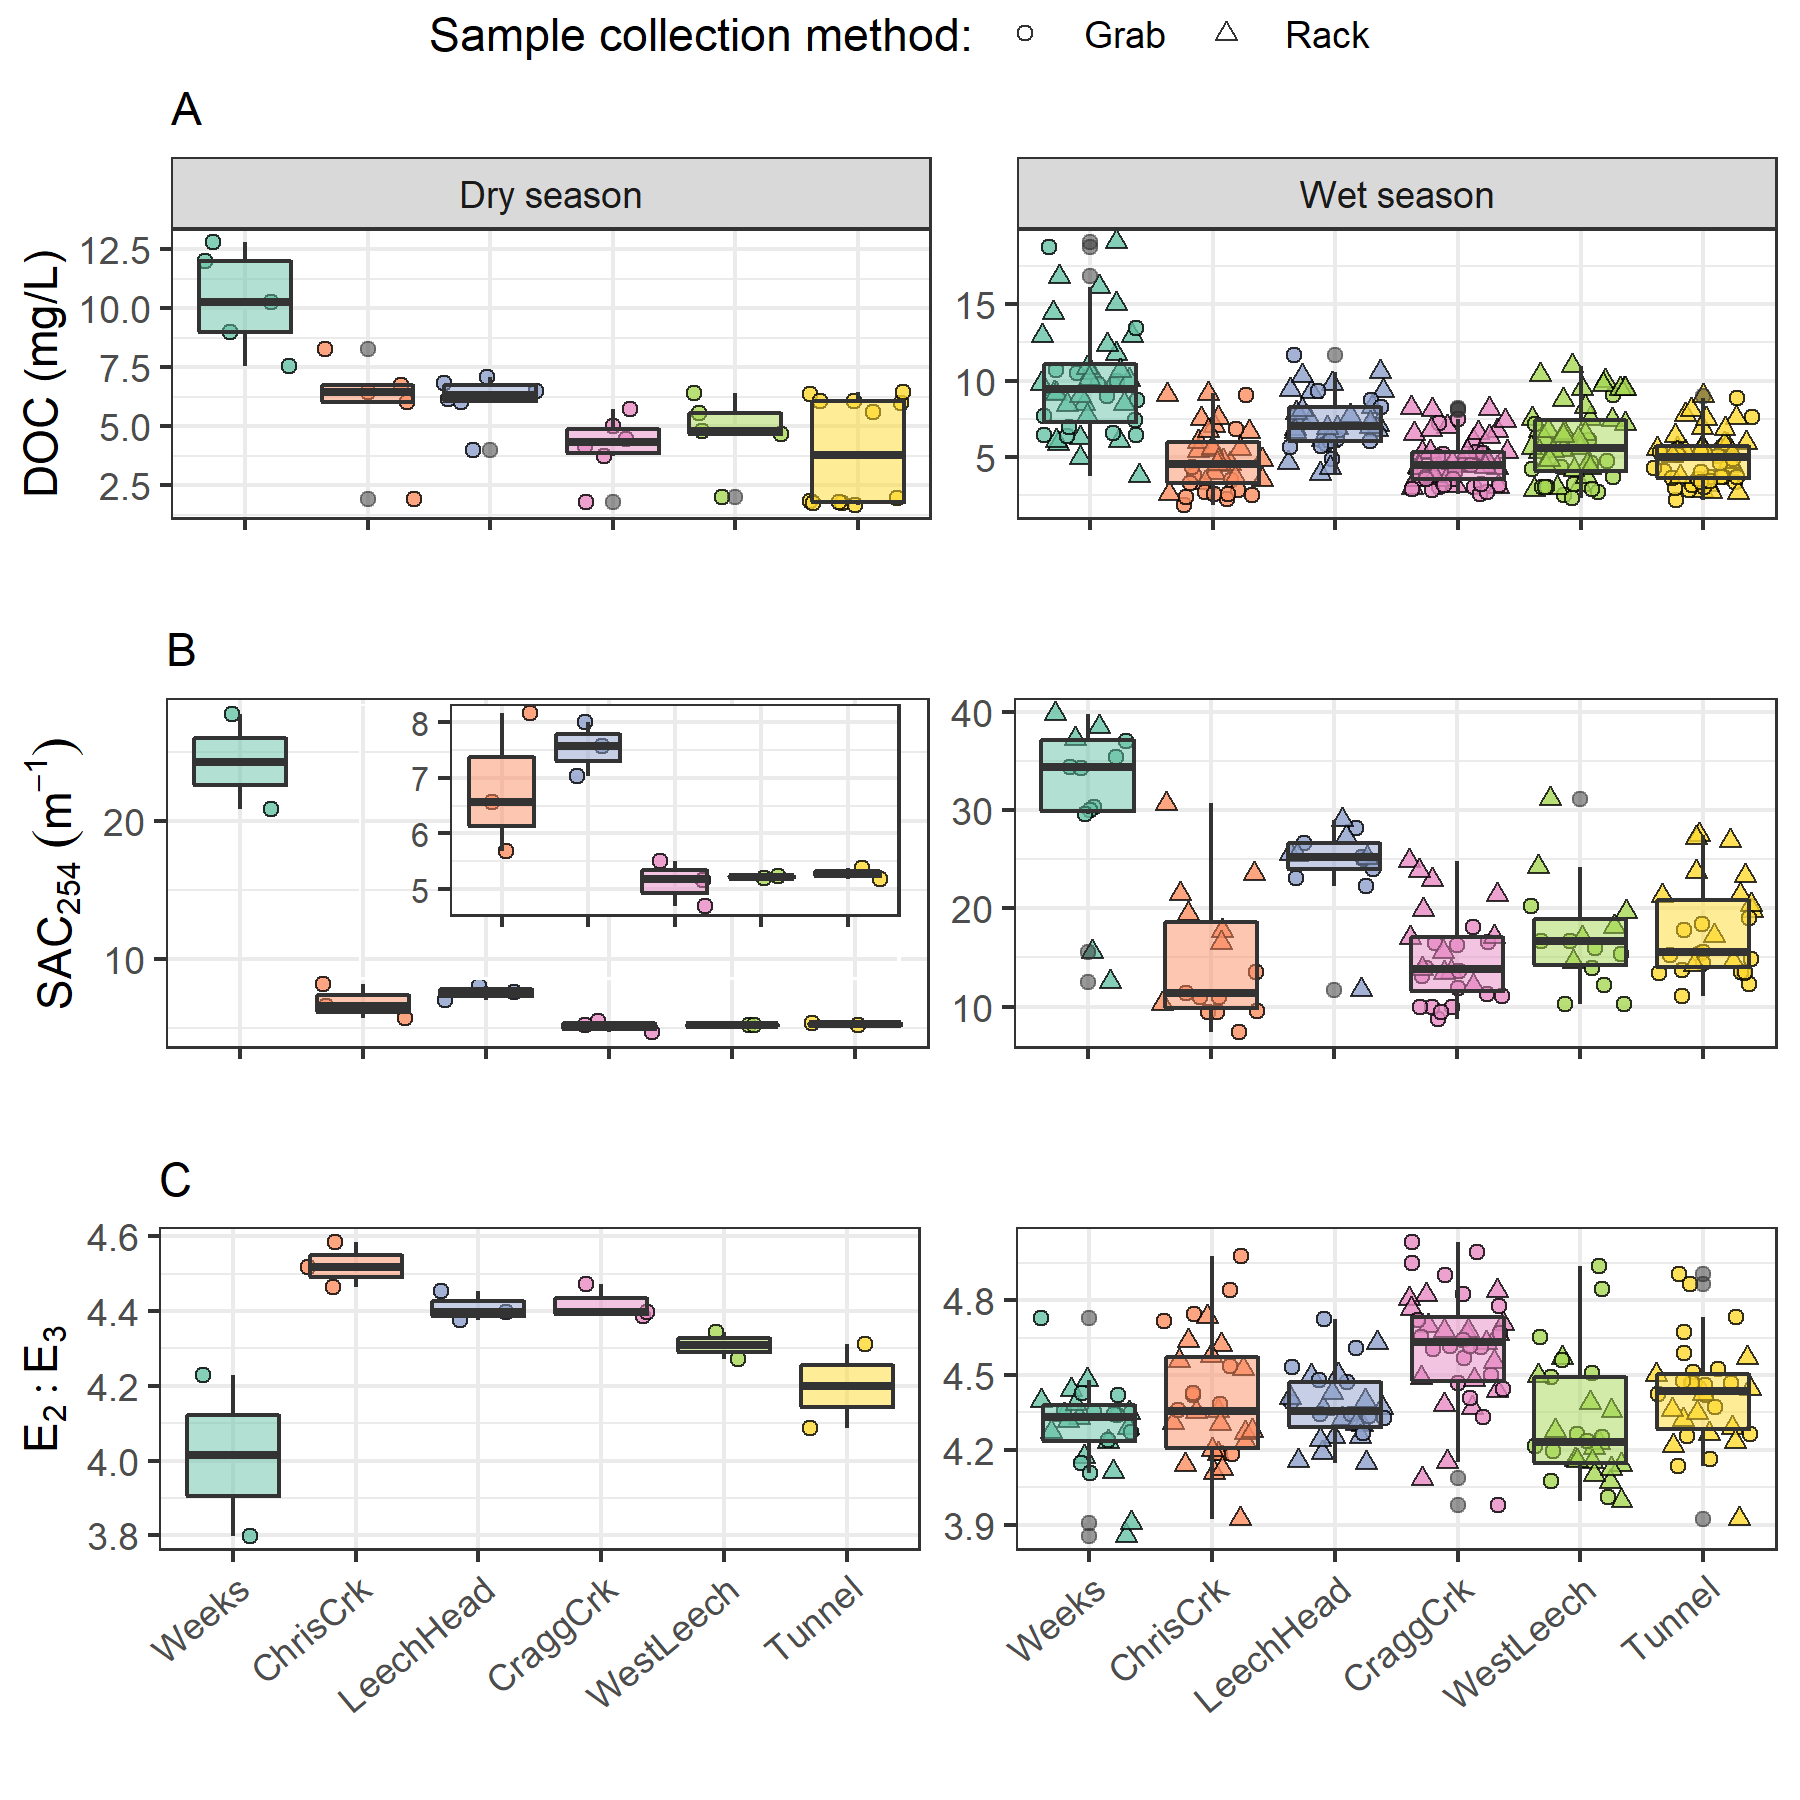 Sample collection method: Grab Rack
A
Dry season Wet season
DOC (mg/L)
12.5
10.0
7.5
5.0
2.5
15
10
5
B
SAC₂₅₄ (m⁻¹)
20
10
8
7
6
5
40
30
20
10
C
E₂ : E₃
4.6
4.4
4.2
4.0
3.8
4.8
4.5
4.2
3.9
Weeks ChrisCrk LeechHead CraggCrk WestLeech Tunnel
Weeks ChrisCrk LeechHead CraggCrk WestLeech Tunnel